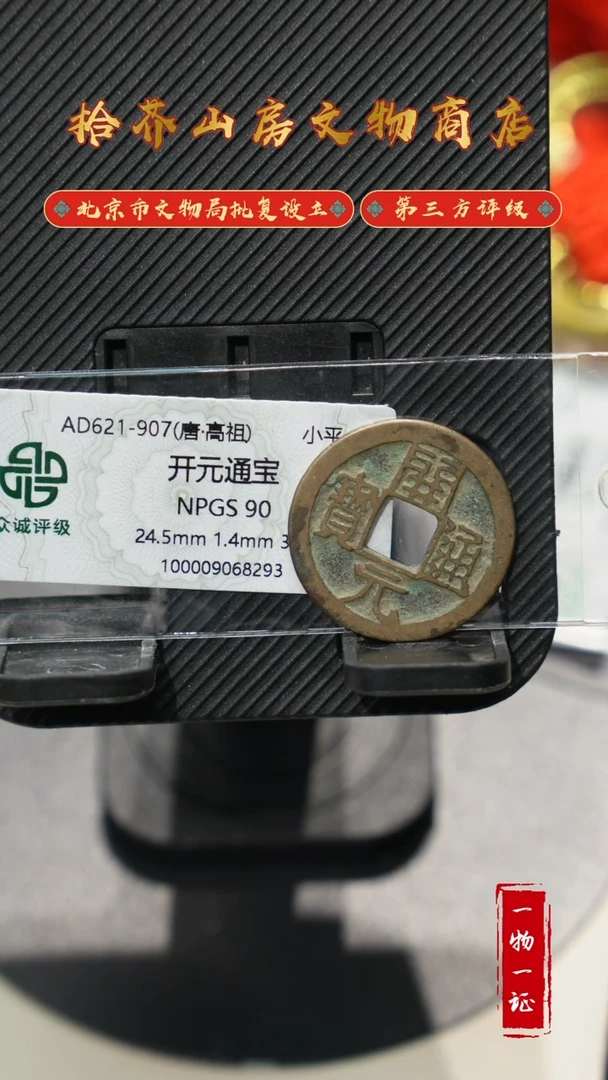 拾芥山房文物商店
北京市文物局批复设立
第三方评级
AD621-907(唐·高祖) 小平
开元通宝
NPGS 90
24.5mm 1.4mm 3
100009068293
众诚评级
開
通
元
寶
一物一证